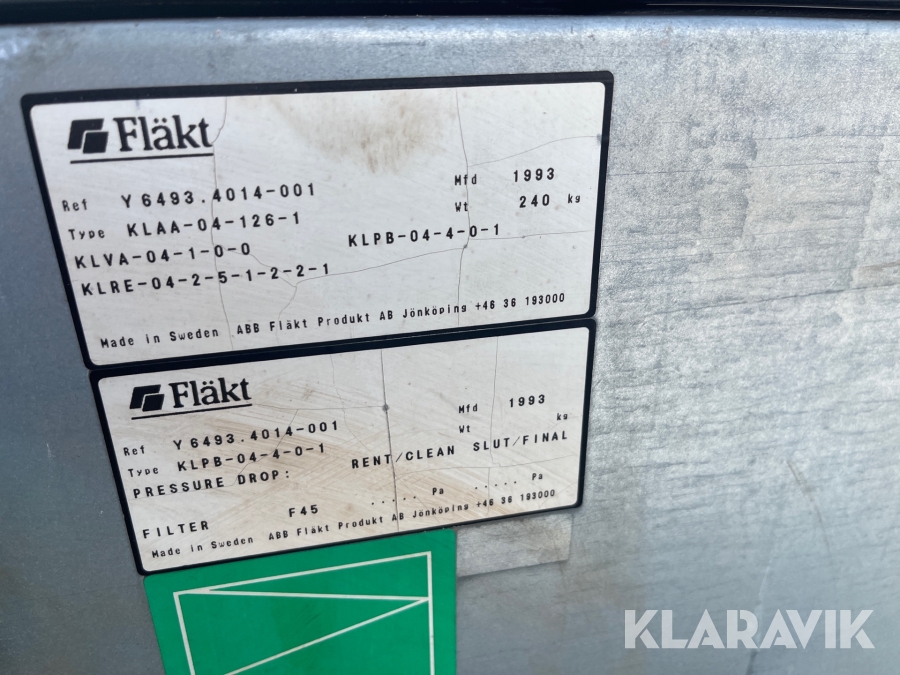 Fläkt
Ref Y 6493.4014-001 Mfd 1993
Type KLAA-04-126-1 Wt 240 kg
KLVA-04-1-0-0 KLPB-04-4-0-1
KLRE-04-2-5-1-2-2-1
Made in Sweden ABB Fläkt Produkt AB Jönköping +46 36 193000
Fläkt
Ref Y 6493.4014-001 Mfd 1993
Type KLPB-04-4-0-1 Wt kg
PRESSURE DROP: RENT/CLEAN SLUT/FINAL
FILTER F45 ..... Pa ..... Pa
Made in Sweden ABB Fläkt Produkt AB Jönköping +46 36 193000
KLARAVIK